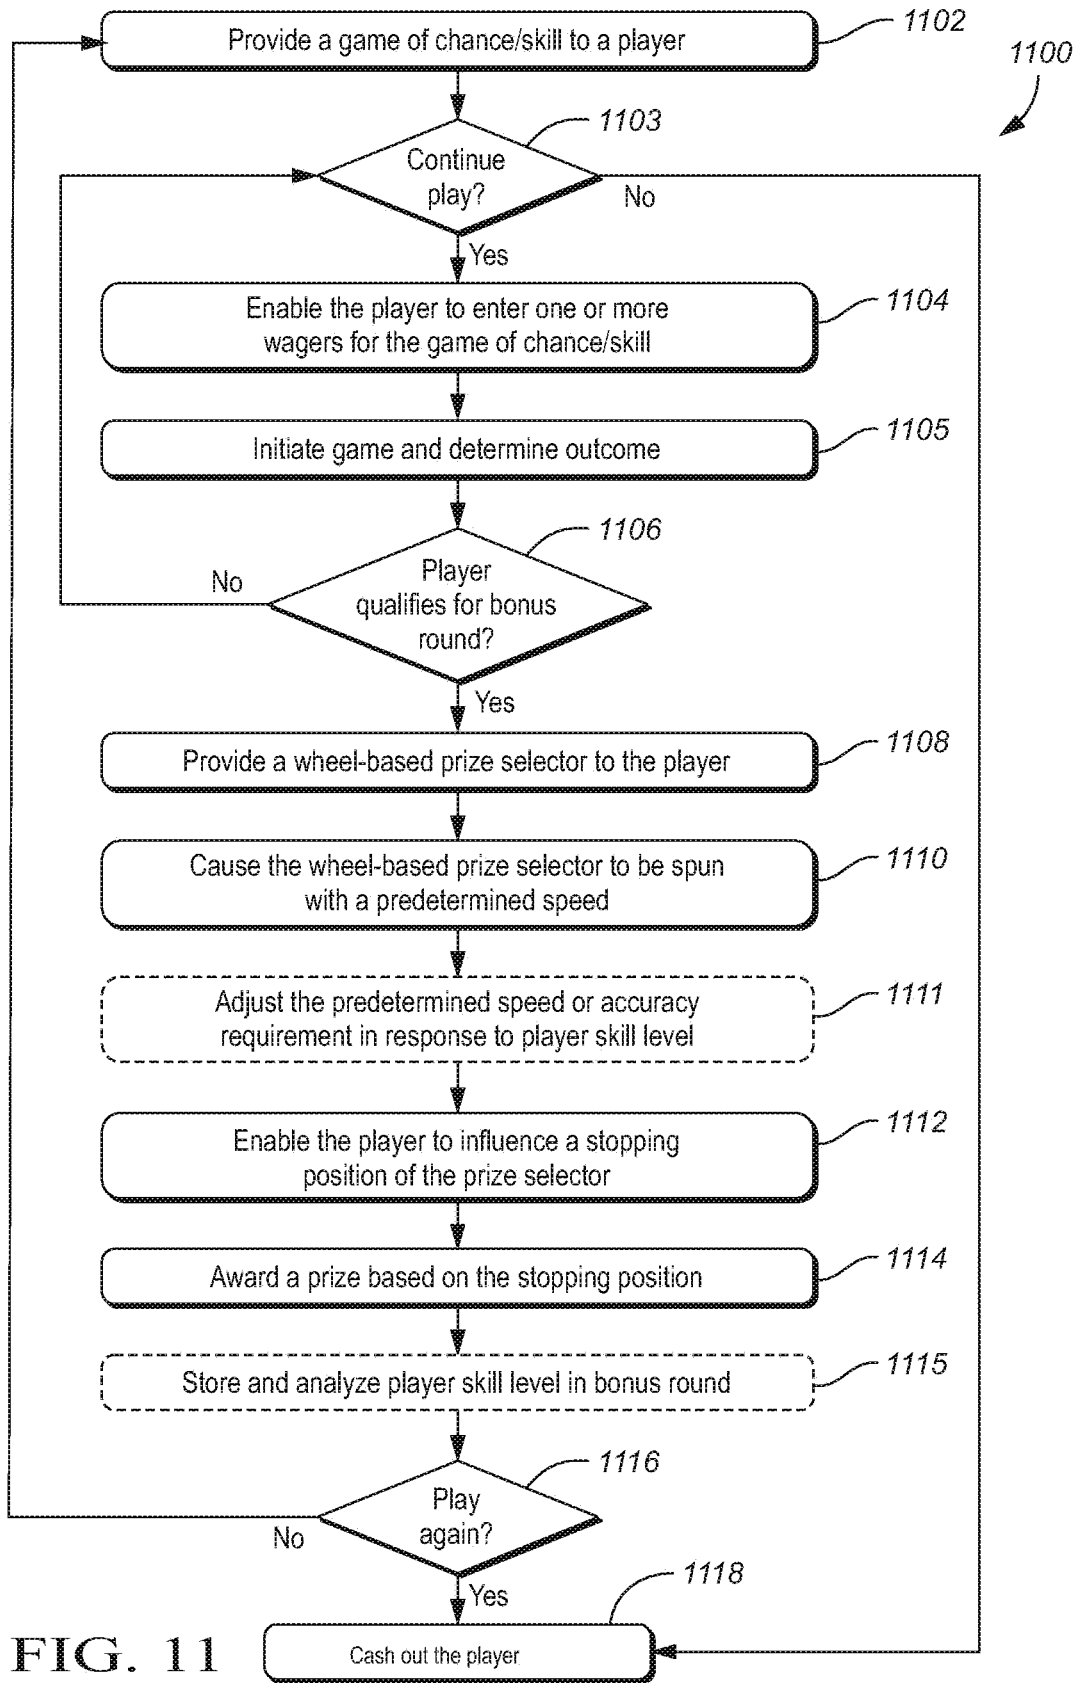 Provide a game of chance/skill to a player
1102
1100
1103
Continue
play?
No
Yes
Enable the player to enter one or more
wagers for the game of chance/skill
1104
Initiate game and determine outcome
1105
1106
Player
qualifies for bonus
round?
No
Yes
Provide a wheel-based prize selector to the player
1108
Cause the wheel-based prize selector to be spun
with a predetermined speed
1110
Adjust the predetermined speed or accuracy
requirement in response to player skill level
1111
Enable the player to influence a stopping
position of the prize selector
1112
Award a prize based on the stopping position
1114
Store and analyze player skill level in bonus round
1115
1116
Play
again?
No
Yes
1118
Cash out the player
FIG. 11